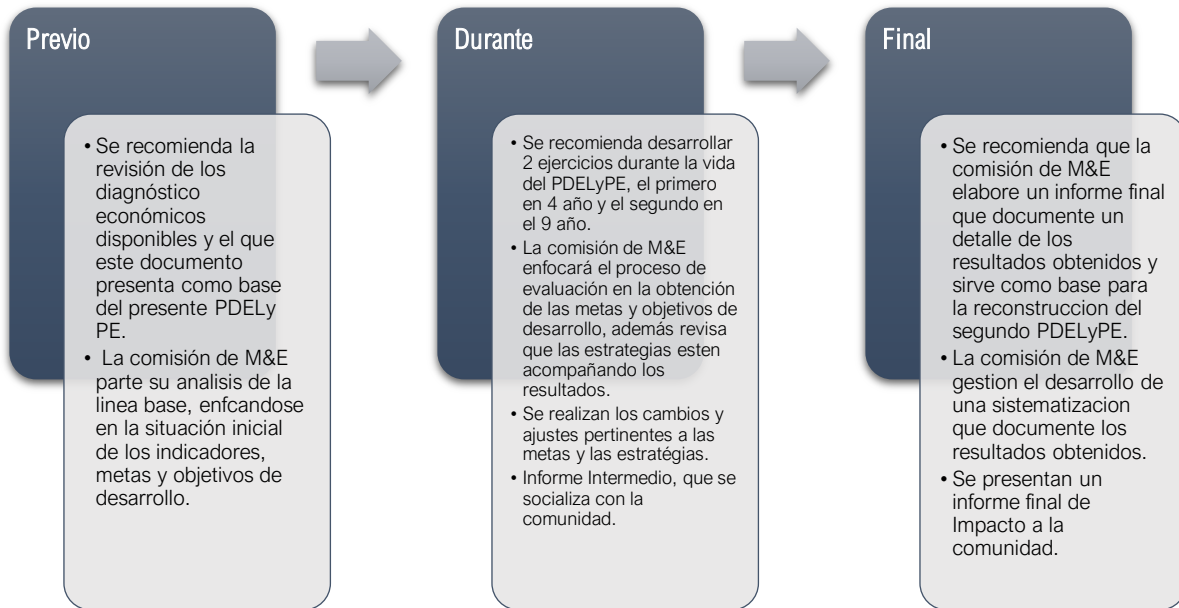 Previo
• Se recomienda la
revisión de los
diagnóstico
económicos
disponibles y el que
este documento
presenta como base
del presente PDELy
PE.
• La comisión de M&E
parte su analisis de la
linea base, enfcandose
en la situación inicial
de los indicadores,
metas y objetivos de
desarrollo.
Durante
• Se recomienda desarrollar
2 ejercicios durante la vida
del PDELyPE, el primero
en 4 año y el segundo en
el 9 año.
• La comisión de M&E
enfocará el proceso de
evaluación en la obtención
de las metas y objetivos de
desarrollo, además revisa
que las estrategias esten
acompañando los
resultados.
• Se realizan los cambios y
ajustes pertinentes a las
metas y las estratégias.
• Informe Intermedio, que se
socializa con la
comunidad.
Final
• Se recomienda que la
comisión de M&E
elabore un informe final
que documente un
detalle de los
resultados obtenidos y
sirve como base para
la reconstruccion del
segundo PDELyPE.
• La comisión de M&E
gestion el desarrollo de
una sistematizacion
que documente los
resultados obtenidos.
• Se presentan un
informe final de
Impacto a la
comunidad.